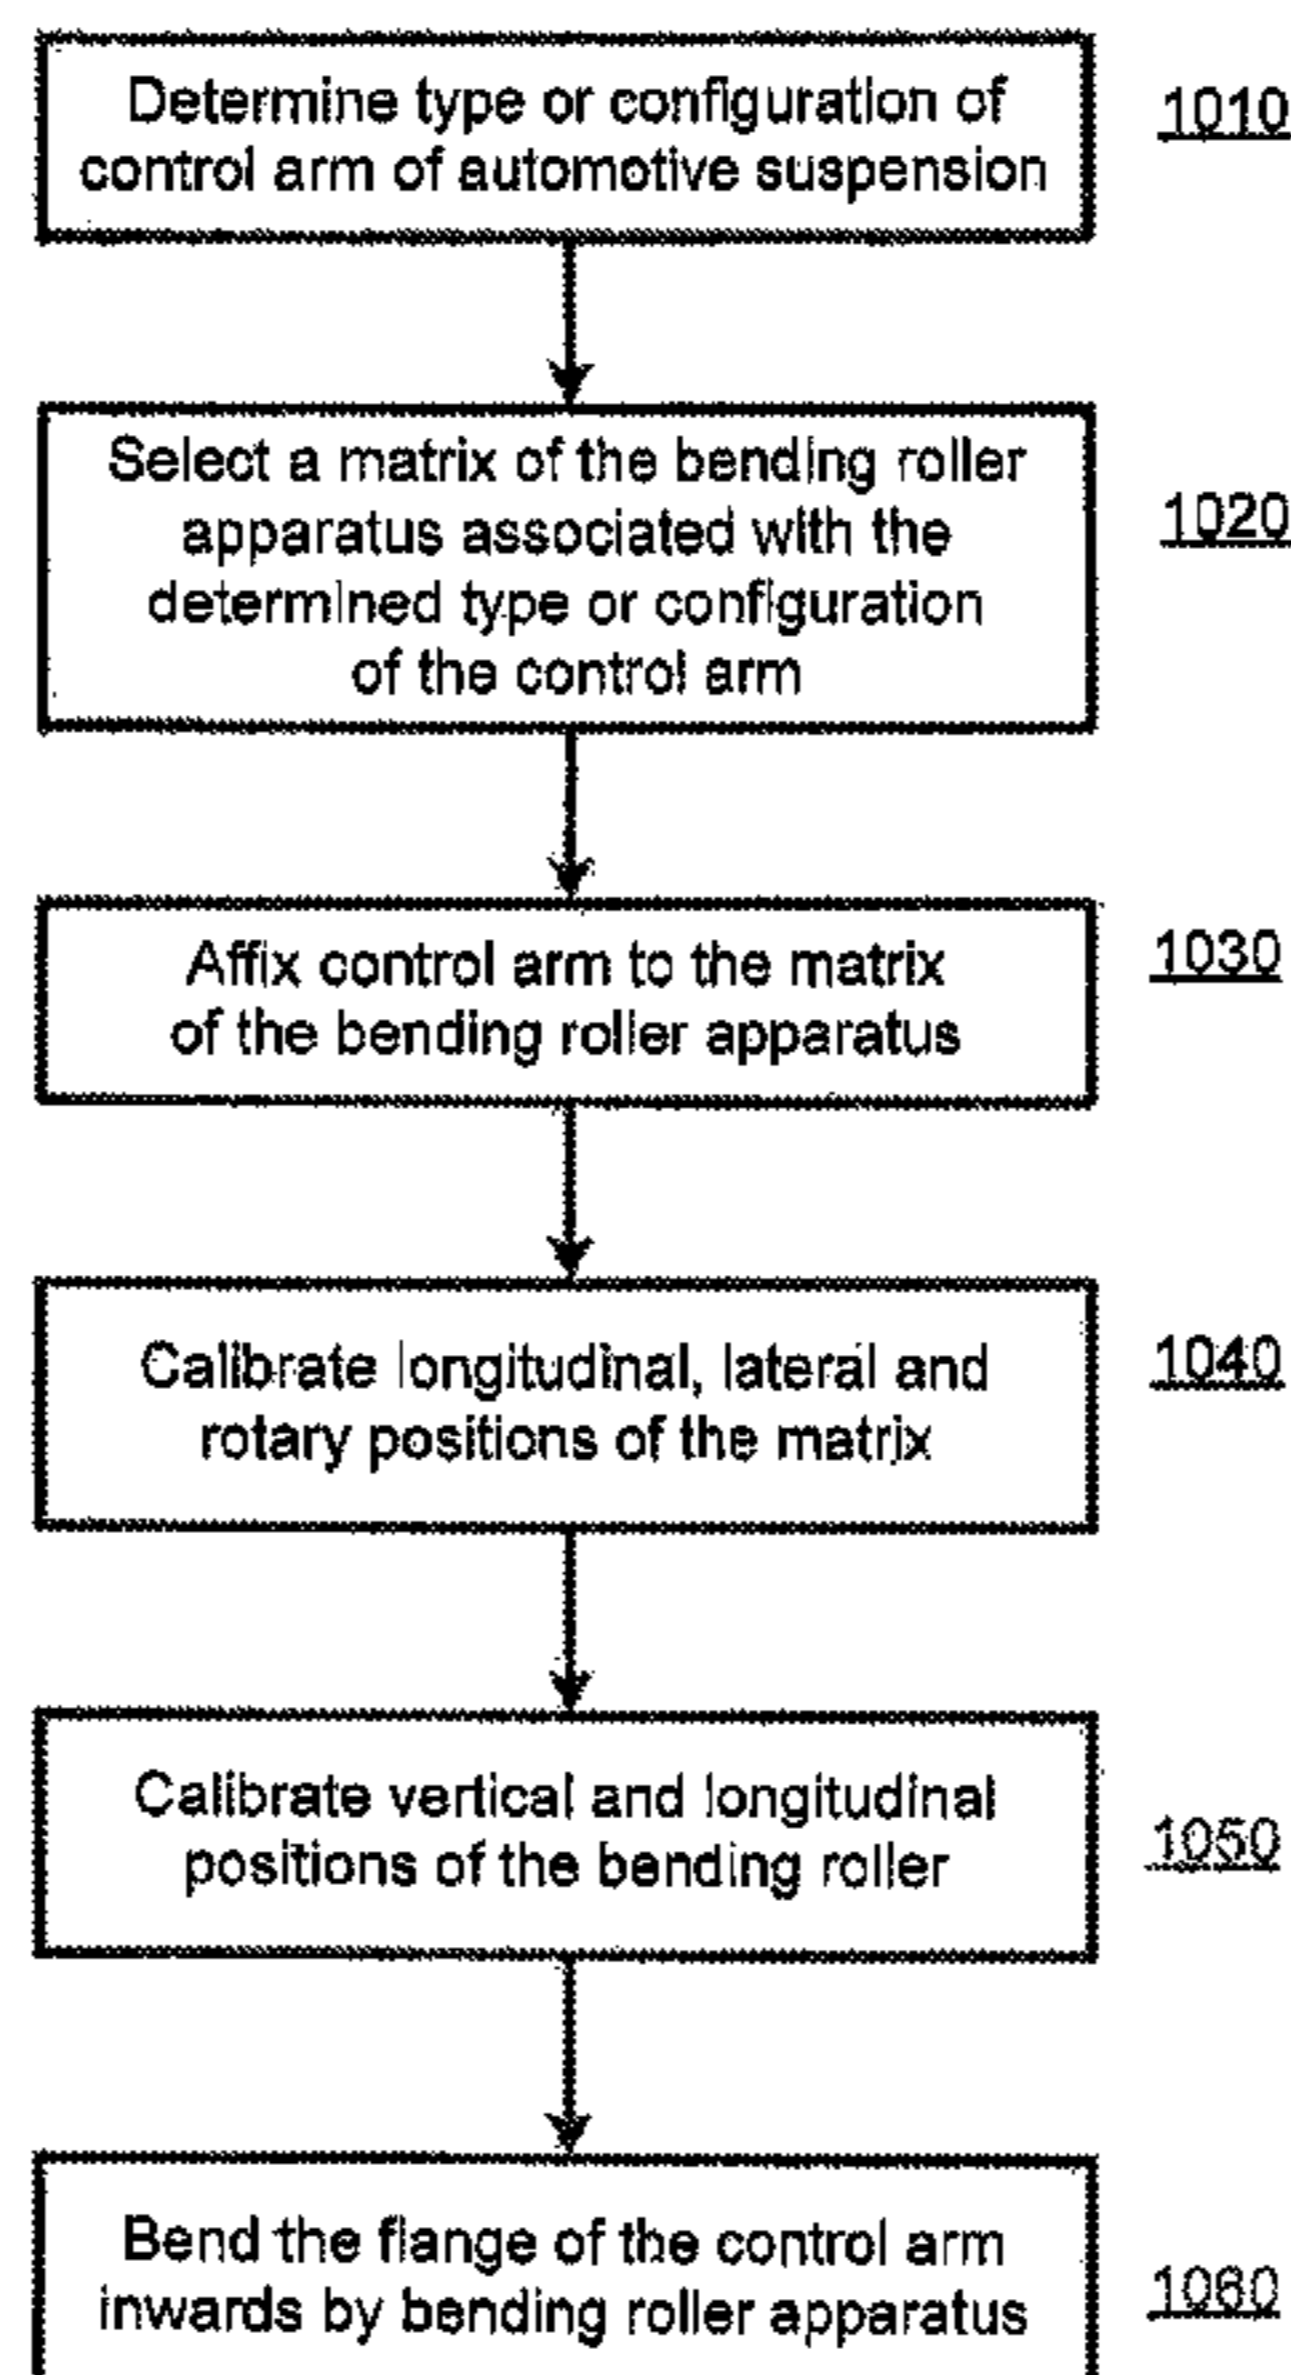 Determine type or configuration of
control arm of automotive suspension
1010
Select a matrix of the bending roller
apparatus associated with the
determined type or configuration
of the control arm
1020
Affix control arm to the matrix
of the bending roller apparatus
1030
Calibrate longitudinal, lateral and
rotary positions of the matrix
1040
Calibrate vertical and longitudinal
positions of the bending roller
1050
Bend the flange of the control arm
inwards by bending roller apparatus
1060